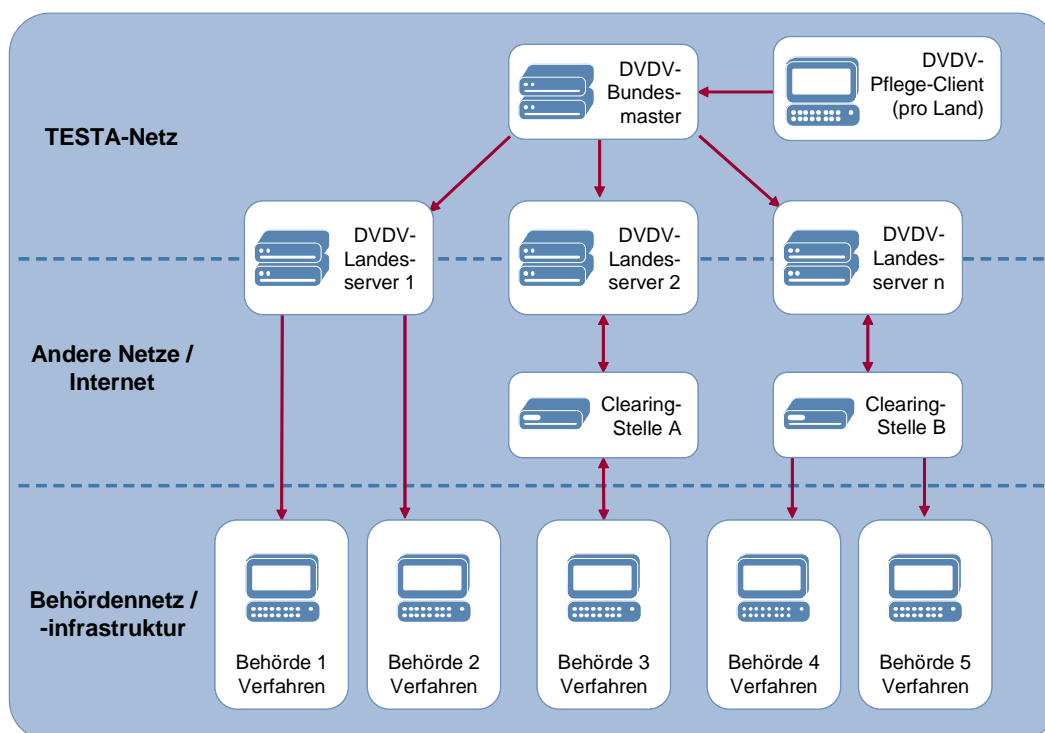 DVDV-
Bundes-
master
DVDV-
Pflege-Client
(pro Land)
TESTA-Netz
DVDV-
Landes-
server 1
DVDV-
Landes-
server 2
DVDV-
Landes-
server n
Andere Netze /
Internet
Clearing-
Stelle A
Clearing-
Stelle B
Behördennetz /
-infrastruktur
Behörde 1
Verfahren
Behörde 2
Verfahren
Behörde 3
Verfahren
Behörde 4
Verfahren
Behörde 5
Verfahren